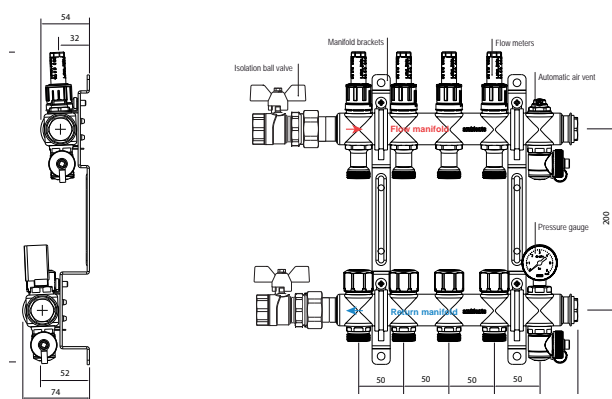 54
32
Manifold brackets
Flow meters
Isolation ball valve
Automatic air vent
Flow manifold
200
Pressure gauge
Return manifold
52
74
50
50
50
50